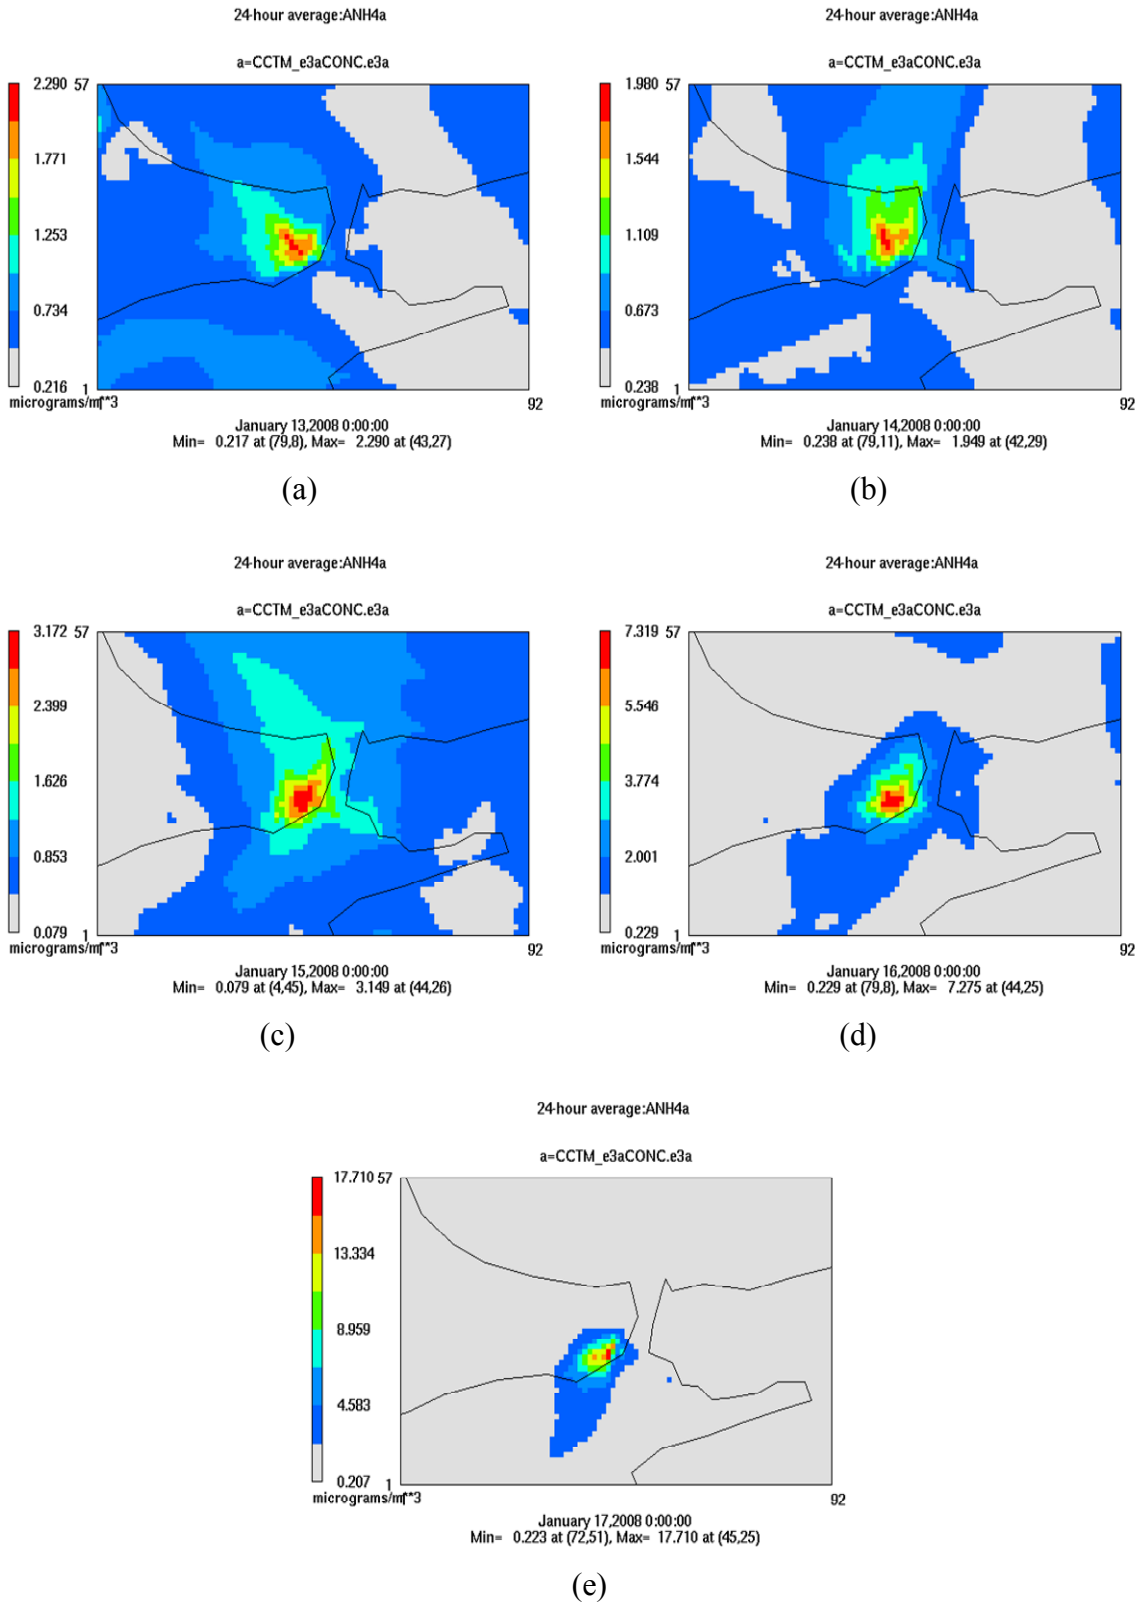 24-hour average:ANH4a
a=CCTM_e3aCONC.e3a
2.290 57
1.771
1.253
0.734
0.216 1
micrograms/m**3 92
January 13,2008 0:00:00
Min= 0.217 at (79,8), Max= 2.290 at (43,27)
(a)
24-hour average:ANH4a
a=CCTM_e3aCONC.e3a
1.980 57
1.544
1.109
0.673
0.238 1
micrograms/m**3 92
January 14,2008 0:00:00
Min= 0.238 at (79,11), Max= 1.949 at (42,29)
(b)
24-hour average:ANH4a
a=CCTM_e3aCONC.e3a
3.172 57
2.399
1.626
0.853
0.079 1
micrograms/m**3 92
January 15,2008 0:00:00
Min= 0.079 at (4,45), Max= 3.149 at (44,26)
(c)
24-hour average:ANH4a
a=CCTM_e3aCONC.e3a
7.319 57
5.546
3.774
2.001
0.229 1
micrograms/m**3 92
January 16,2008 0:00:00
Min= 0.229 at (79,8), Max= 7.275 at (44,25)
(d)
24-hour average:ANH4a
a=CCTM_e3aCONC.e3a
17.710 57
13.334
8.959
4.583
0.207 1
micrograms/m**3 92
January 17,2008 0:00:00
Min= 0.223 at (72,51), Max= 17.710 at (45,25)
(e)